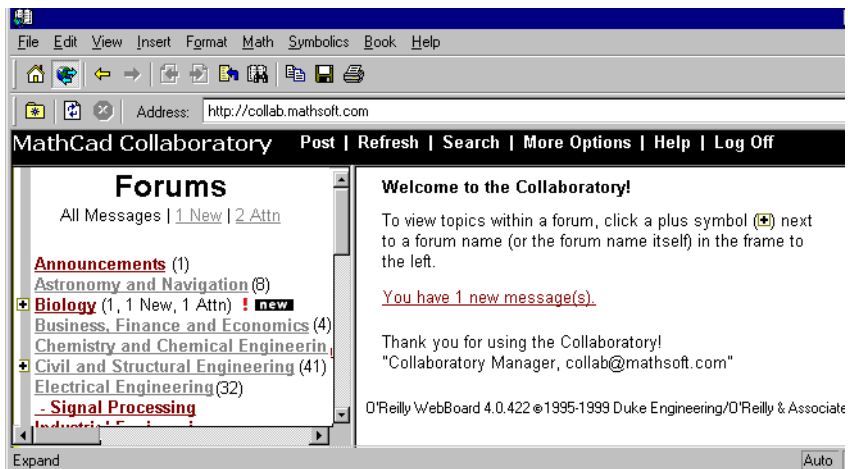 File Edit View Insert Format Math Symbolics Book Help
Address: http://collab.mathsoft.com
MathCad Collaboratory Post | Refresh | Search | More Options | Help | Log Off
Forums
All Messages | 1 New | 2 Attn
Announcements (1)
Astronomy and Navigation (8)
Biology (1, 1 New, 1 Attn) ! new
Business, Finance and Economics (4)
Chemistry and Chemical Engineerin
Civil and Structural Engineering (41)
Electrical Engineering (32)
- Signal Processing
Welcome to the Collaboratory!
To view topics within a forum, click a plus symbol (+) next
to a forum name (or the forum name itself) in the frame to
the left.
You have 1 new message(s).
Thank you for using the Collaboratory!
"Collaboratory Manager, collab@mathsoft.com"
O'Reilly WebBoard 4.0.422 ©1995-1999 Duke Engineering/O'Reilly & Associate
Expand
Auto